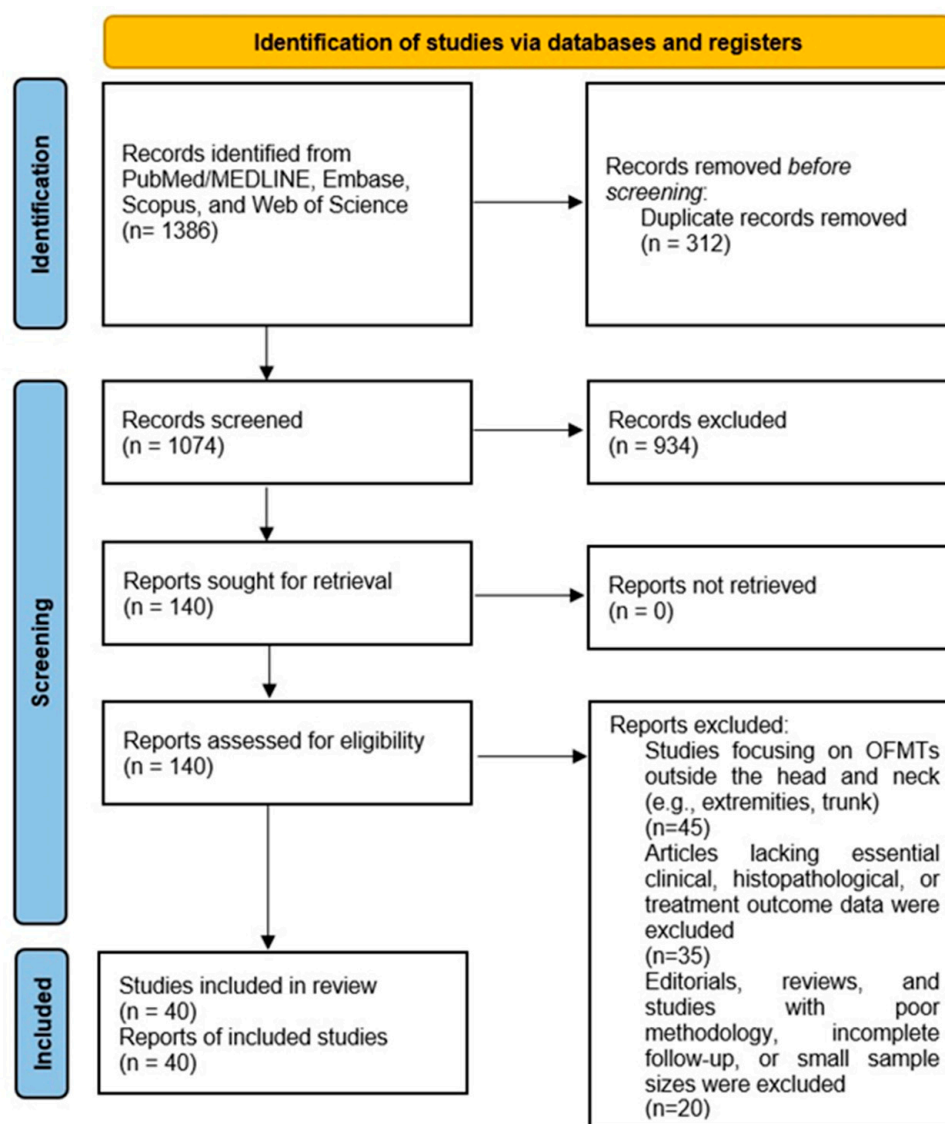 Identification of studies via databases and registers
Identification
Records identified from
PubMed/MEDLINE, Embase,
Scopus, and Web of Science
(n= 1386)
Records removed before
screening:
Duplicate records removed
(n = 312)
Screening
Records screened
(n = 1074)
Records excluded
(n = 934)
Reports sought for retrieval
(n = 140)
Reports not retrieved
(n = 0)
Reports assessed for eligibility
(n = 140)
Reports excluded:
Studies focusing on OFMTs
outside the head and neck
(e.g., extremities, trunk)
(n=45)
Articles lacking essential
clinical, histopathological, or
treatment outcome data were
excluded
(n=35)
Editorials, reviews, and
studies with poor
methodology, incomplete
follow-up, or small sample
sizes were excluded
(n=20)
Included
Studies included in review
(n = 40)
Reports of included studies
(n = 40)